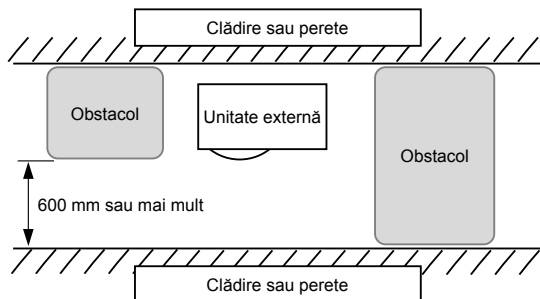 Clădire sau perete
Obstacol
Unitate externă
Obstacol
600 mm sau mai mult
Clădire sau perete